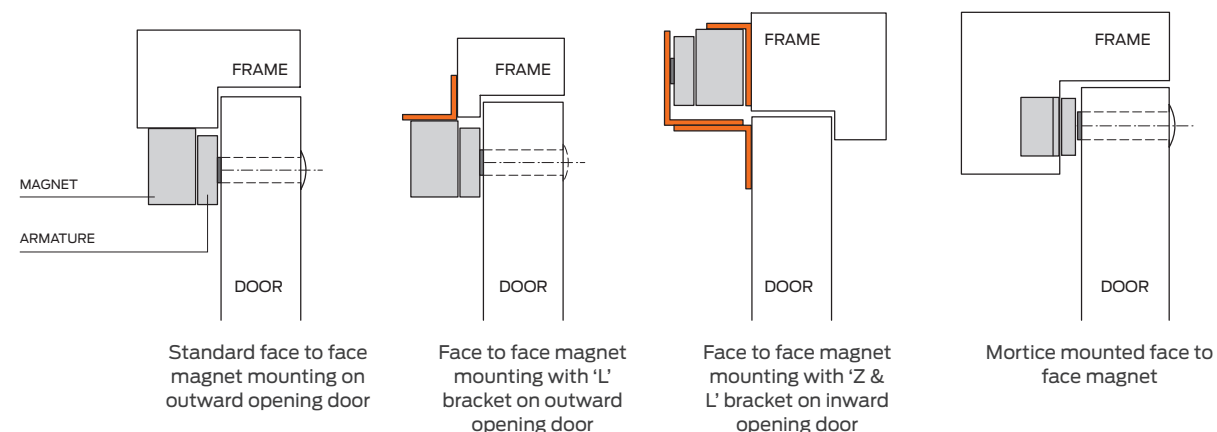 FRAME
FRAME
FRAME
FRAME
MAGNET
ARMATURE
DOOR
DOOR
DOOR
DOOR
Standard face to face
magnet mounting on
outward opening door
Face to face magnet
mounting with ‘L’
bracket on outward
opening door
Face to face magnet
mounting with ‘Z &
L’ bracket on inward
opening door
Mortice mounted face to
face magnet